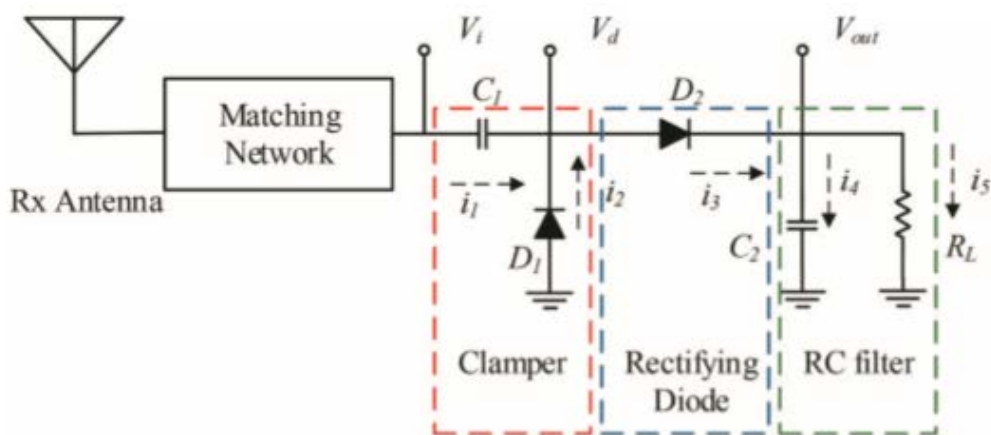 V_i
V_d
V_out
C_1
D_2
Matching
Network
Rx Antenna
i_1
i_2
i_3
i_4
i_5
D_1
C_2
R_L
Clamper
Rectifying
Diode
RC filter